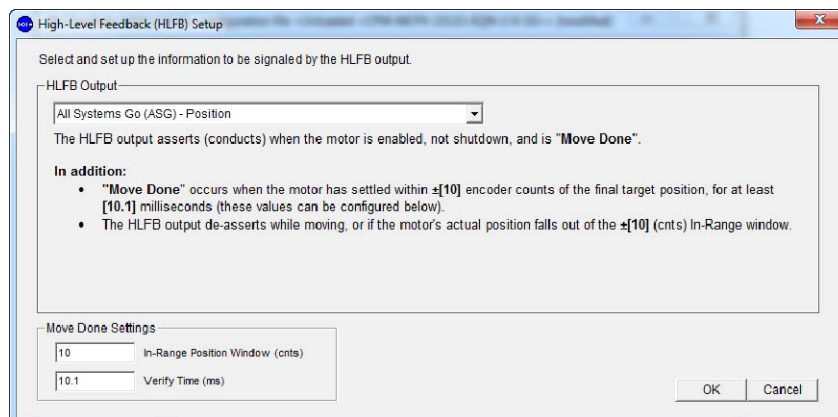 High-Level Feedback (HLFB) Setup
Select and set up the information to be signaled by the HLFB output.
HLFB Output
All Systems Go (ASG) - Position
The HLFB output asserts (conducts) when the motor is enabled, not shutdown, and is "Move Done".
In addition:
• "Move Done" occurs when the motor has settled within ±[10] encoder counts of the final target position, for at least
[10.1] milliseconds (these values can be configured below).
• The HLFB output de-asserts while moving, or if the motor's actual position falls out of the ±[10] (cnts) In-Range window.
Move Done Settings
10 In-Range Position Window (cnts)
10.1 Verify Time (ms)
OK Cancel